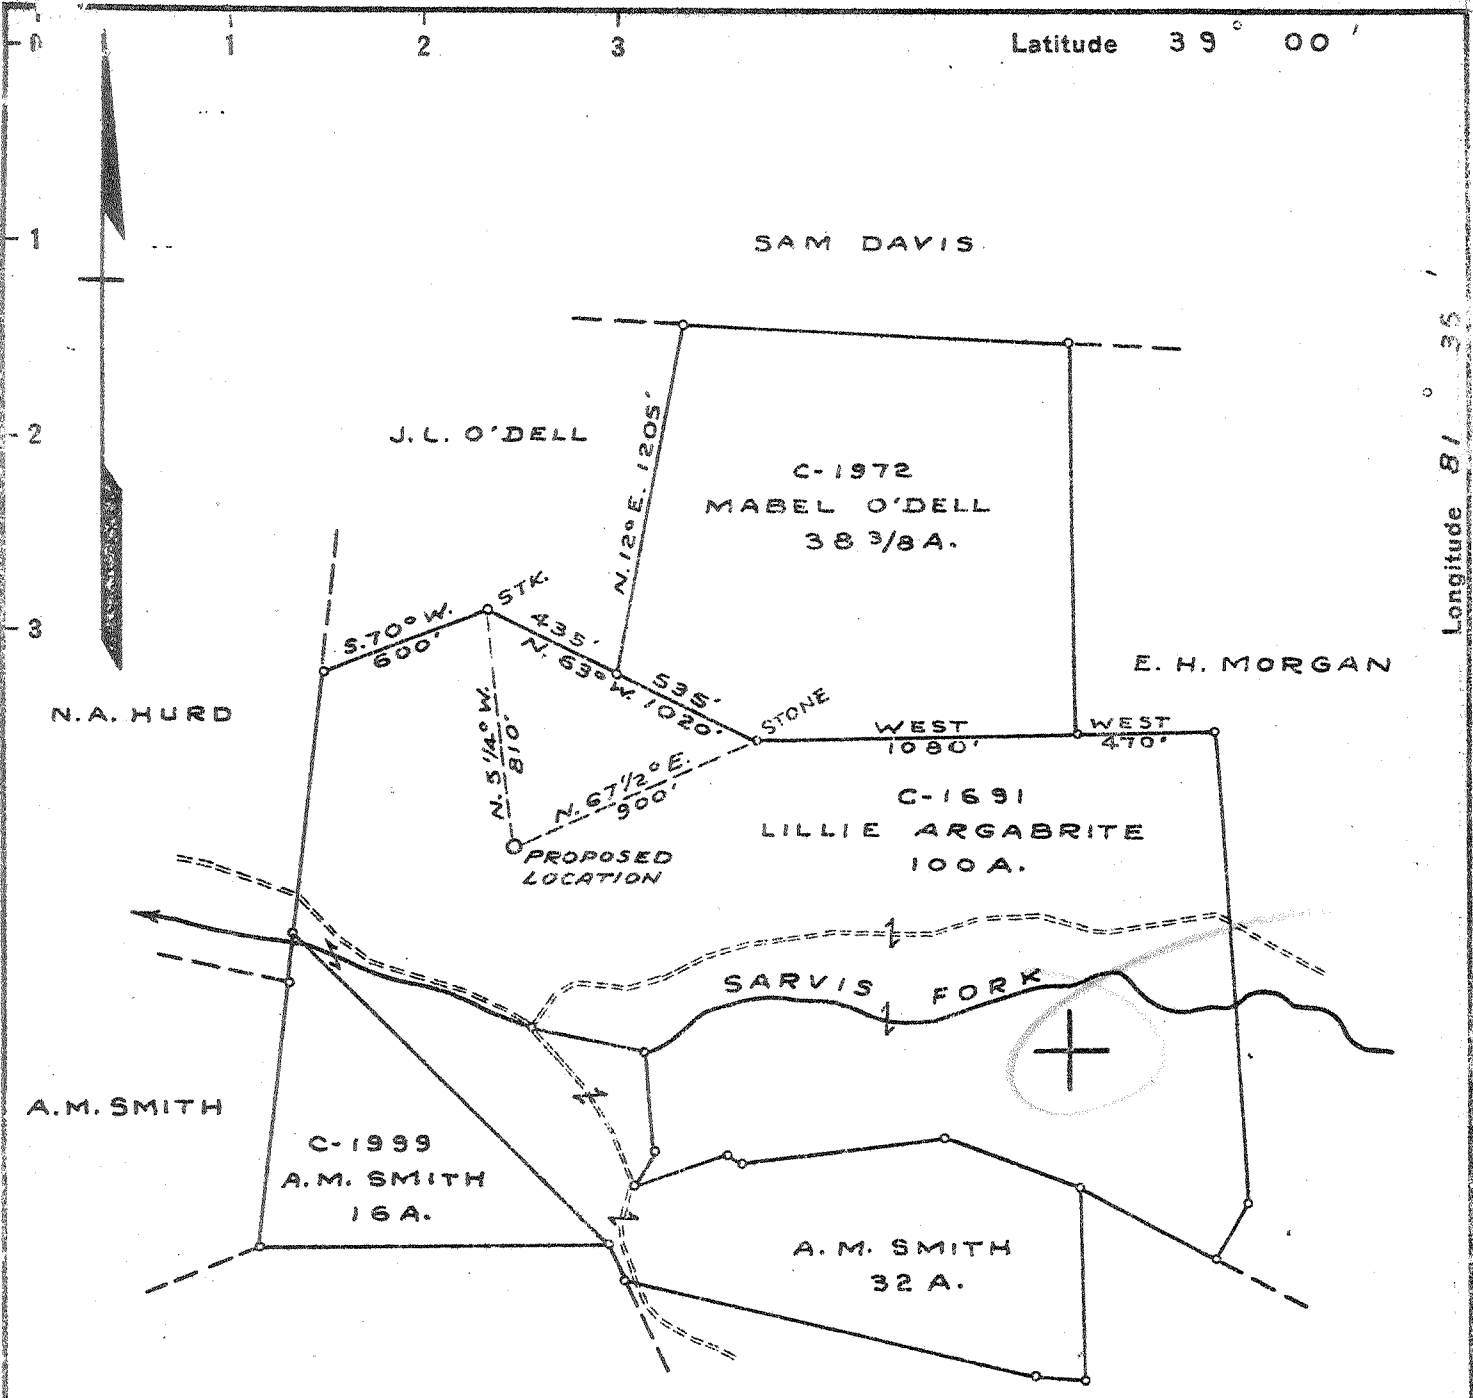 0 1 2 3 Latitude 39° 00'
1
2
3
Longitude 81° 35'
SAM DAVIS
J.L. O'DELL
N. 12° E. 1205'
C-1972
MABEL O'DELL
38 3/8 A.
STK.
S. 70° W.
600'
435'
N. 63° W. 1020'
535'
STONE
E. H. MORGAN
N.A. HURD
WEST
1080'
WEST
470'
N. 5 1/4° W.
810'
N. 67 1/2° E.
900'
C-1691
LILLIE ARGABRITE
100 A.
PROPOSED
LOCATION
SARVIS FORK
A.M. SMITH
C-1999
A.M. SMITH
16 A.
A. M. SMITH
32 A.